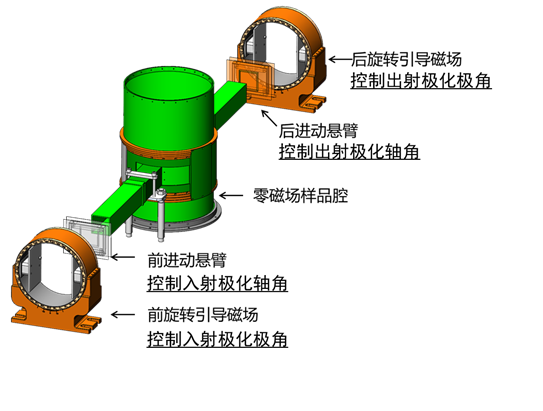 后旋转引导磁场
控制出射极化极角
后进动悬臂
控制出射极化轴角
零磁场样品腔
前进动悬臂
控制入射极化轴角
前旋转引导磁场
控制入射极化极角